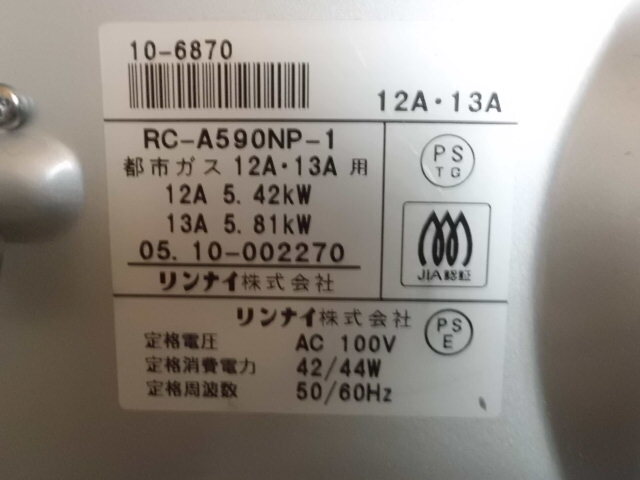 10-6870
12A・13A
RC-A590NP-1
都市ガス 12A・13A 用
12A 5.42kW
13A 5.81kW
05.10-002270
リンナイ株式会社
PS
TG
JIA認証
リンナイ株式会社
PS
E
定格電圧 AC 100V
定格消費電力 42/44W
定格周波数 50/60Hz